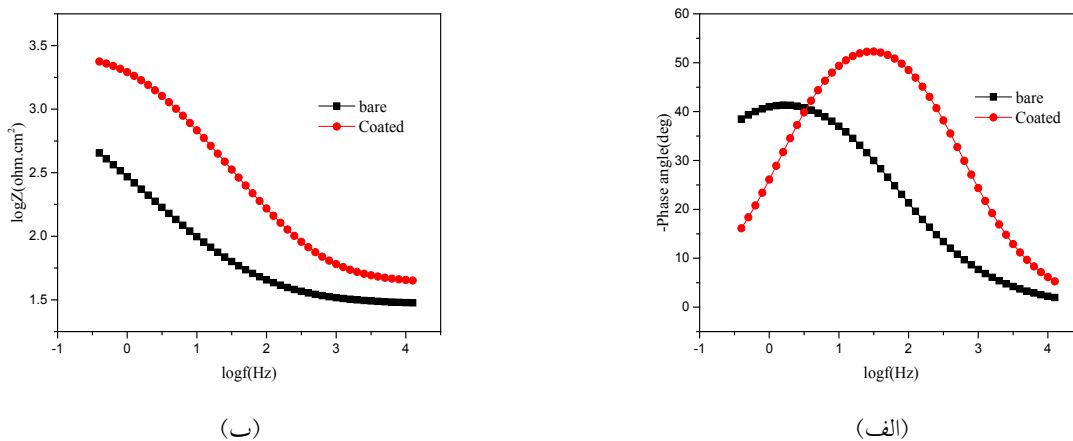 3.5
3.0
2.5
2.0
1.5
-1 0 1 2 3 4
logZ(ohm.cm²)
logf(Hz)
bare
Coated
(ب)
60
50
40
30
20
10
0
-1 0 1 2 3 4
-Phase angle(deg)
logf(Hz)
bare
Coated
(الف)